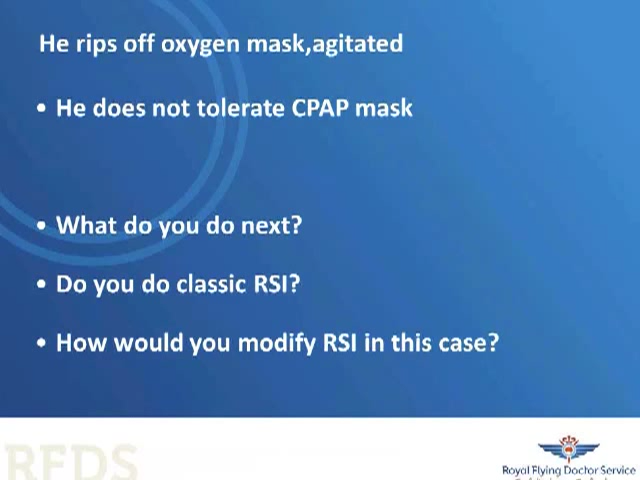 He rips off oxygen mask,agitated
• He does not tolerate CPAP mask
• What do you do next?
• Do you do classic RSI?
• How would you modify RSI in this case?
RFDS
Royal Flying Doctor Service